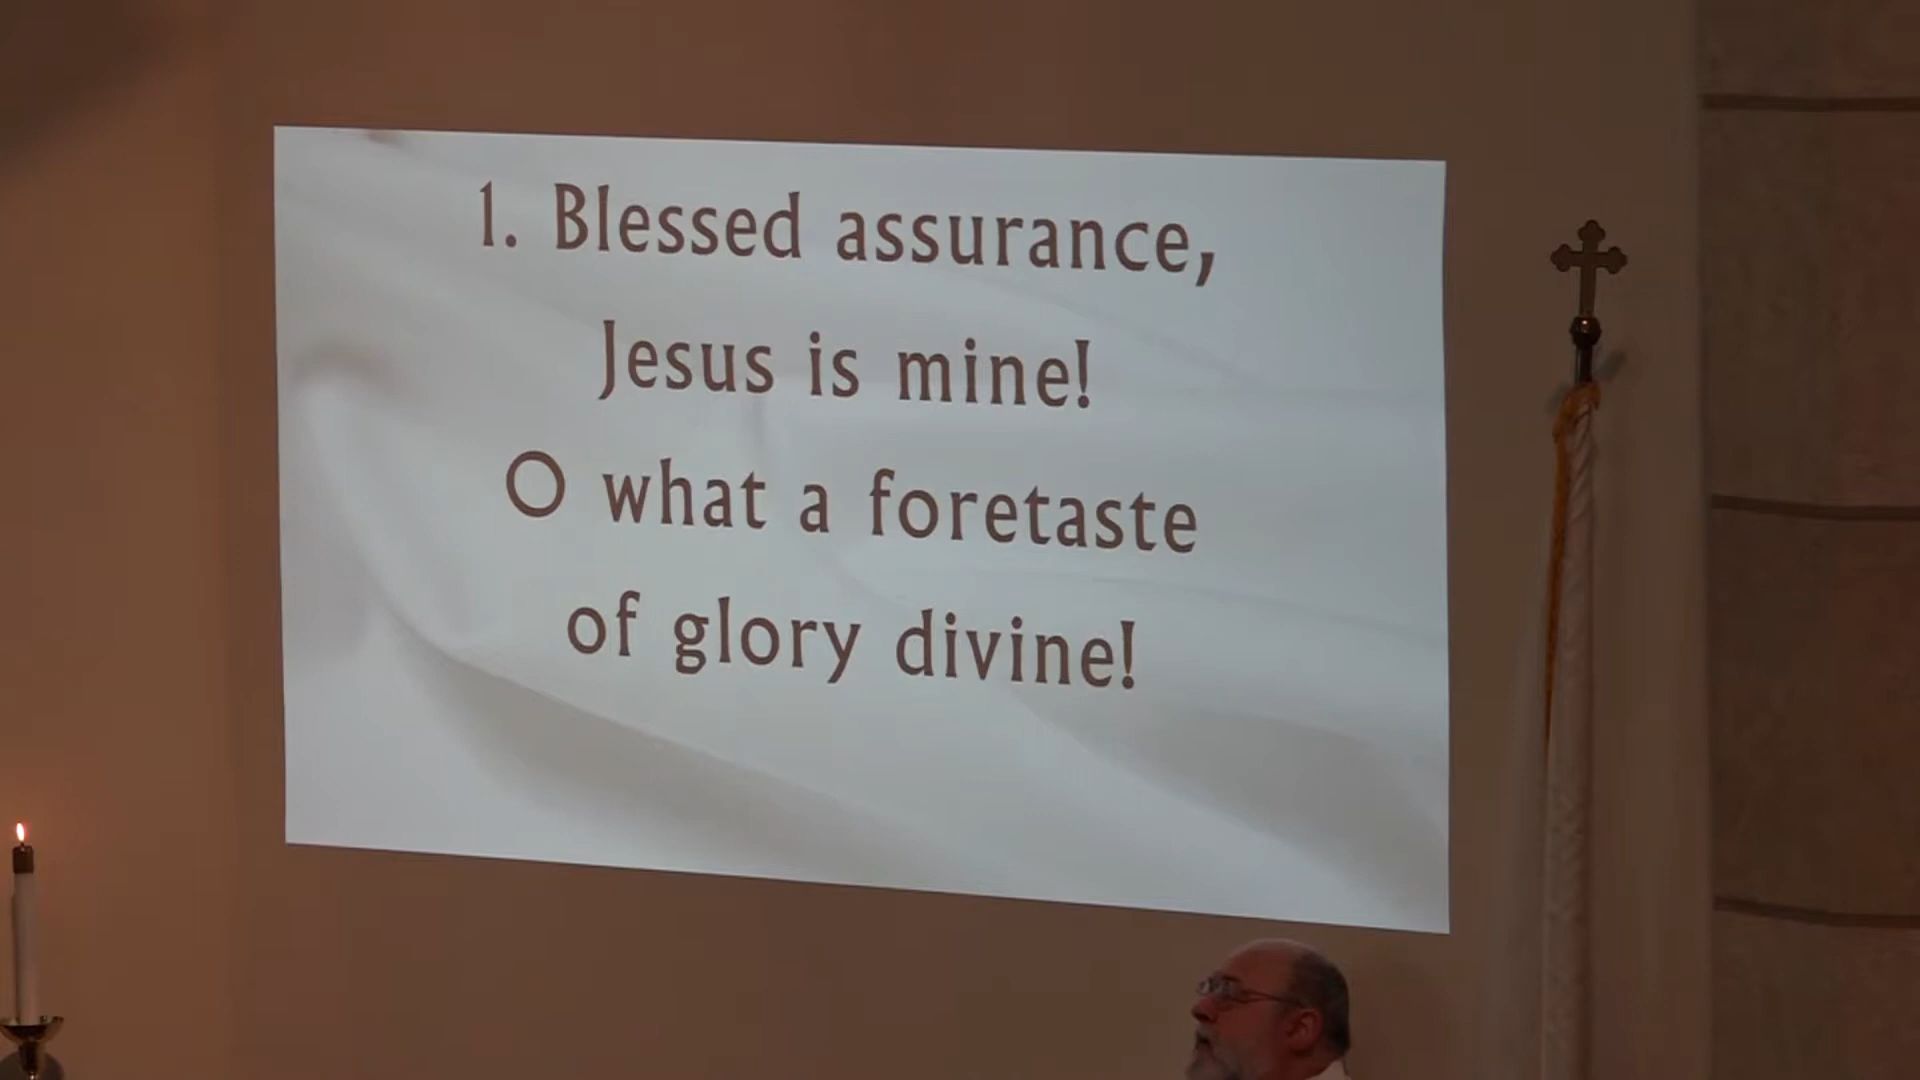 1. Blessed assurance,
Jesus is mine!
O what a foretaste
of glory divine!